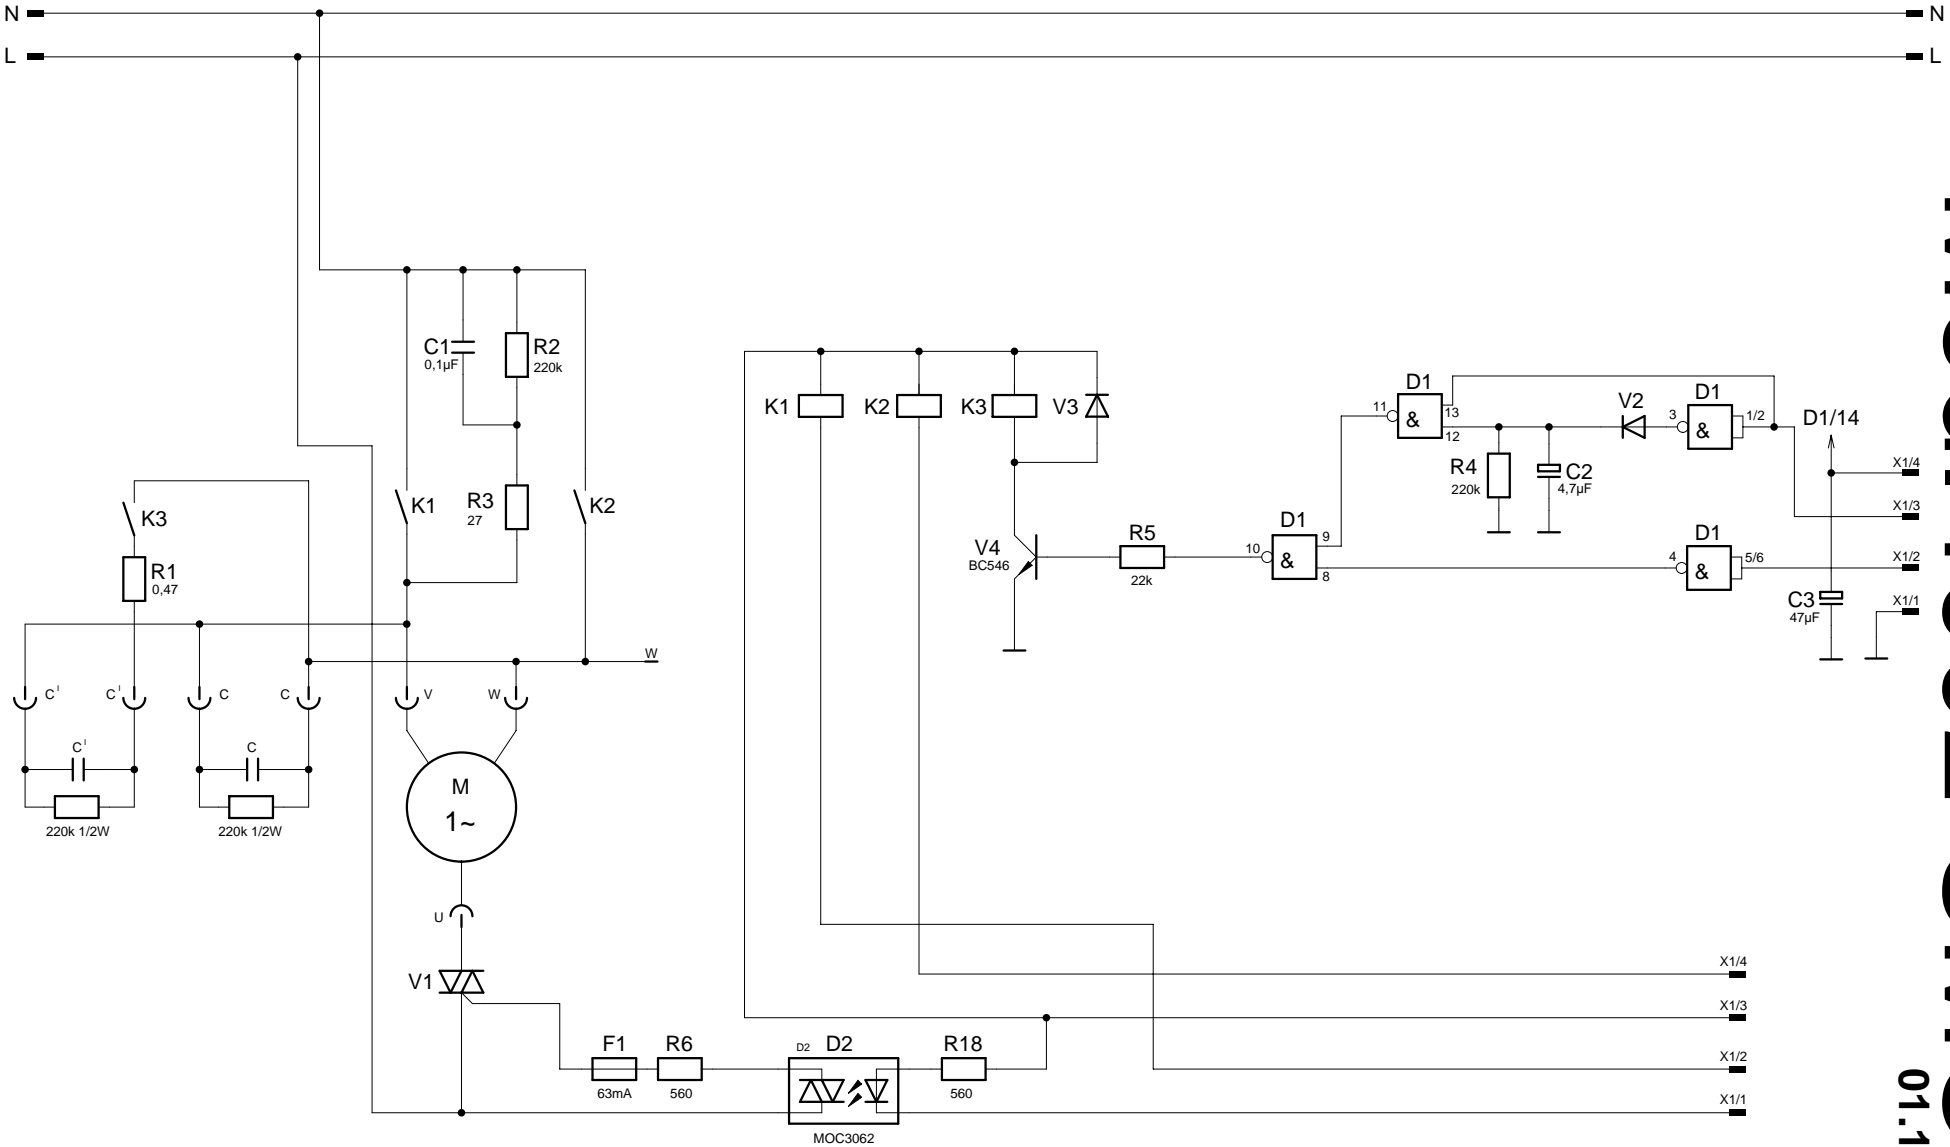 N
N
L
L
C1
0,1µF
R2
220k
K1
R3
27
K2
K3
R1
0,47
W
C'
C'
C
C
V
W
C'
C
220k 1/2W
220k 1/2W
M
1~
U
V1
F1
63mA
R6
560
D2
D2
MOC3062
R18
560
K1
K2
K3
V3
V4
BC546
R5
22k
D1
10
&
9
8
D1
11
&
13
12
R4
220k
C2
4,7µF
V2
D1
3
&
1/2
D1/14
D1
4
&
5/6
C3
47µF
X1/4
X1/3
X1/2
X1/1
X1/4
X1/3
X1/2
X1/1
01.1